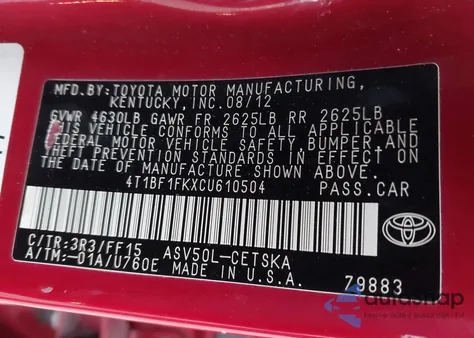 MFD.BY:TOYOTA MOTOR MANUFACTURING,
KENTUCKY,INC.08/12
GVWR 4630LB GAWR FR 2625LB RR 2625LB
THIS VEHICLE CONFORMS TO ALL APPLICABLE
FEDERAL MOTOR VEHICLE SAFETY,BUMPER,AND
THEFT PREVENTION STANDARDS IN EFFECT ON
THE DATE OF MANUFACTURE SHOWN ABOVE.
4T1BF1FKXCU610504 PASS.CAR
C/TR:3R3/FF15 ASV50L-CETSKA
A/TM:-01A/U760E MADE IN U.S.A.
TOYOTA
79883
autosnap